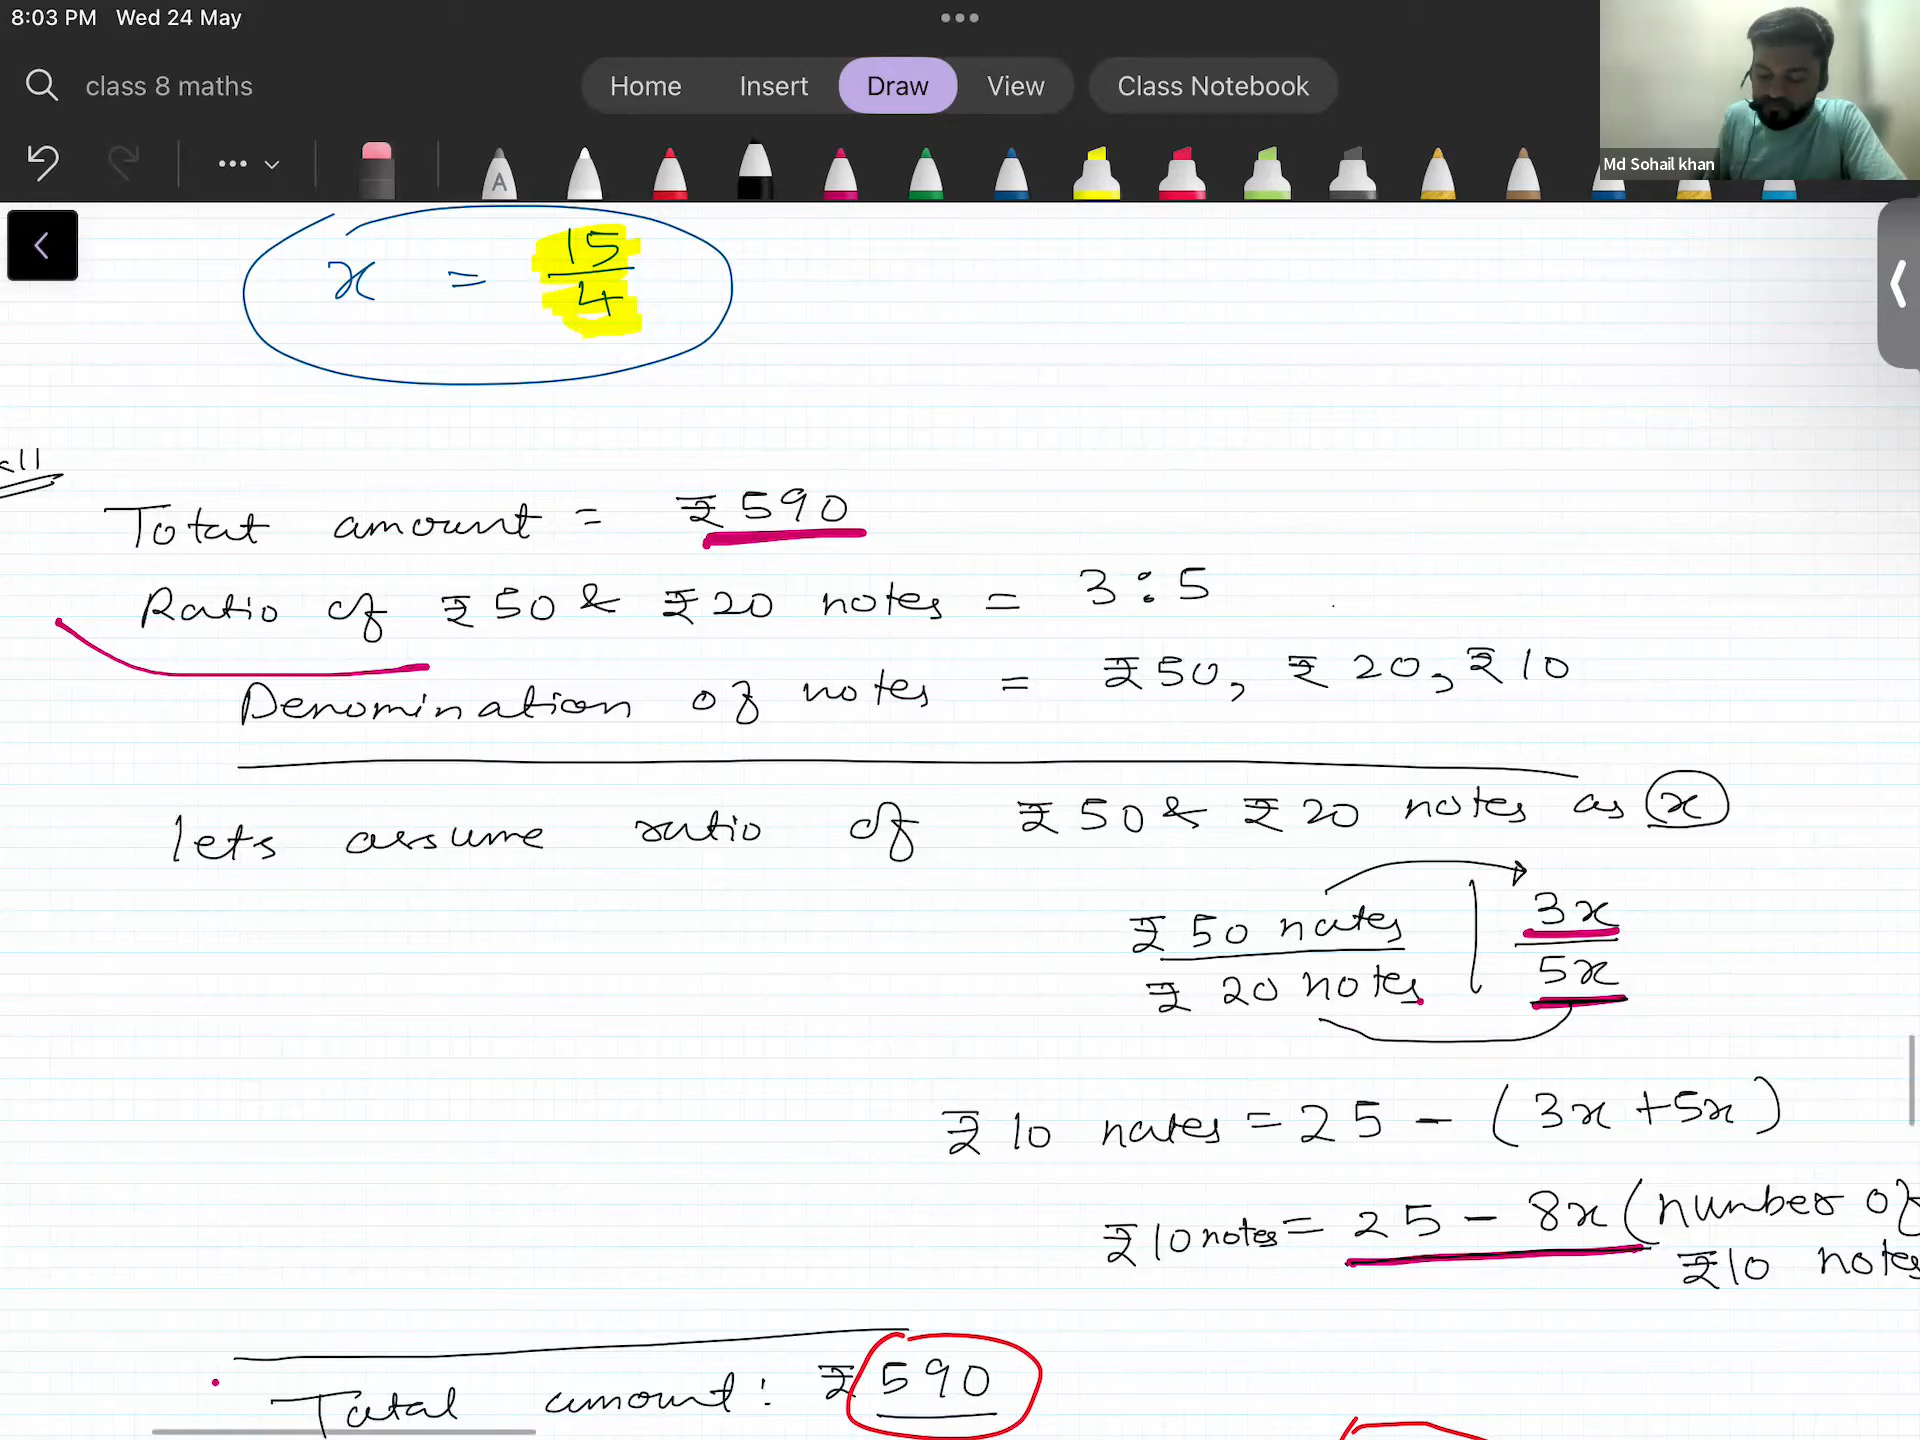 8:03 PM Wed 24 May
class 8 maths
Home Insert Draw View Class Notebook
A
Md Sohail khan
x = 15/4
Total amount = ₹590
Ratio of ₹50 & ₹20 notes = 3:5
Denomination of notes = ₹50, ₹20, ₹10
lets assume ratio of ₹50 & ₹20 notes as x
₹50 notes | 3x
₹20 notes | 5x
₹10 notes = 25 - (3x+5x)
₹10 notes = 25 - 8x (number of
₹10 notes
Total amount: ₹590